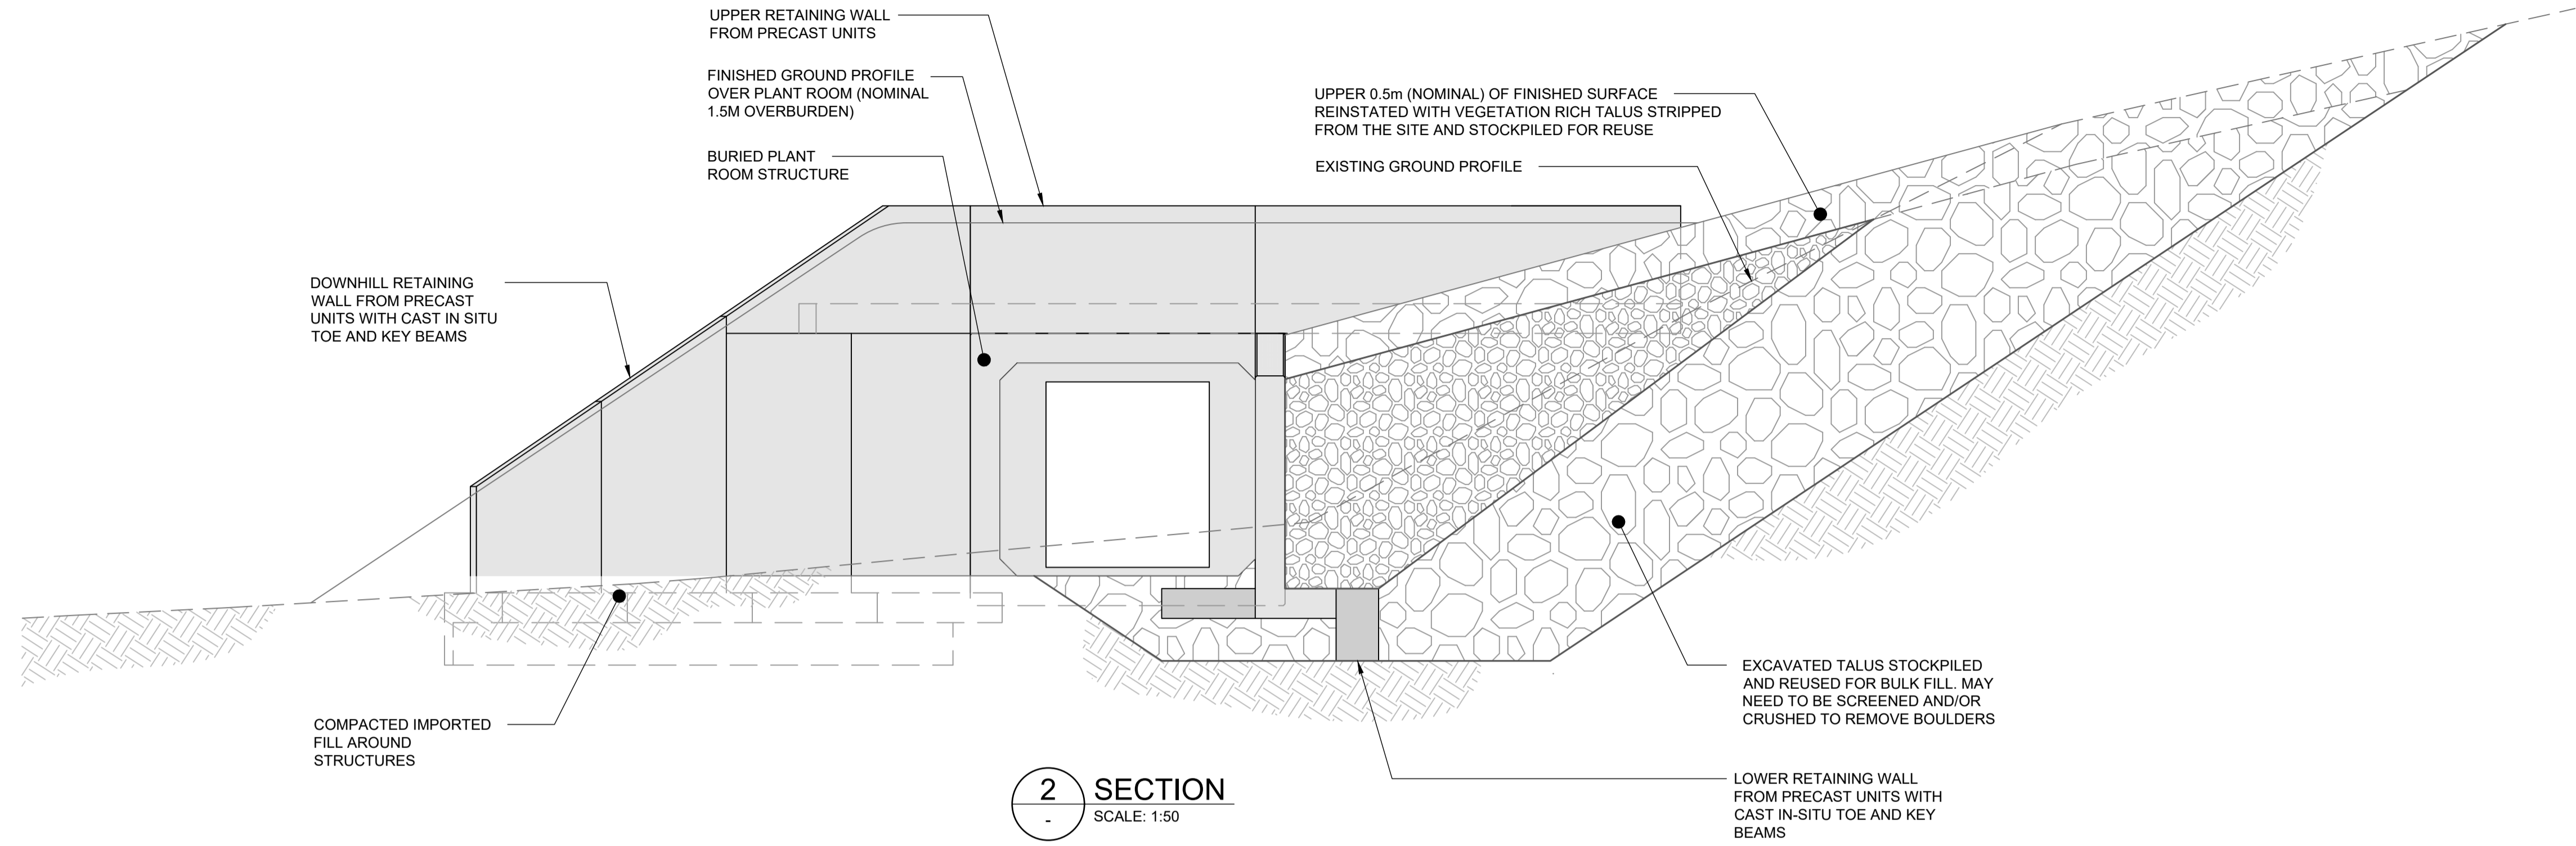 UPPER RETAINING WALL
FROM PRECAST UNITS
FINISHED GROUND PROFILE
OVER PLANT ROOM (NOMINAL
1.5M OVERBURDEN)
BURIED PLANT
ROOM STRUCTURE
UPPER 0.5m (NOMINAL) OF FINISHED SURFACE
REINSTATED WITH VEGETATION RICH TALUS STRIPPED
FROM THE SITE AND STOCKPILED FOR REUSE
EXISTING GROUND PROFILE
DOWNHILL RETAINING
WALL FROM PRECAST
UNITS WITH CAST IN SITU
TOE AND KEY BEAMS
COMPACTED IMPORTED
FILL AROUND
STRUCTURES
EXCAVATED TALUS STOCKPILED
AND REUSED FOR BULK FILL. MAY
NEED TO BE SCREENED AND/OR
CRUSHED TO REMOVE BOULDERS
LOWER RETAINING WALL
FROM PRECAST UNITS WITH
CAST IN-SITU TOE AND KEY
BEAMS
2 SECTION
- SCALE: 1:50